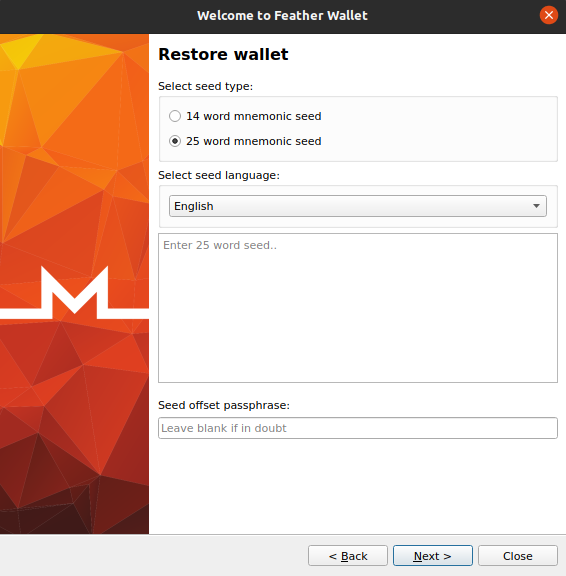 Welcome to Feather Wallet
Restore wallet
Select seed type:
14 word mnemonic seed
25 word mnemonic seed
Select seed language:
English
Enter 25 word seed..
Seed offset passphrase:
Leave blank if in doubt
< Back
Next >
Close